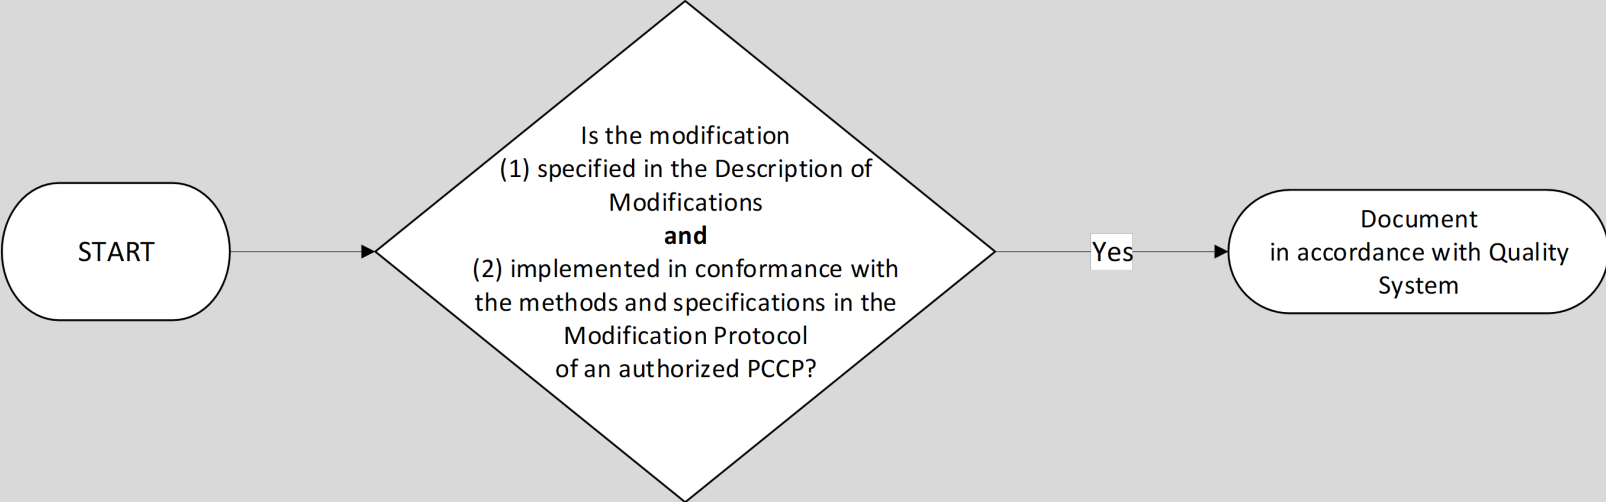 START
Is the modification
(1) specified in the Description of
Modifications
and
(2) implemented in conformance with
the methods and specifications in the
Modification Protocol
of an authorized PCCP?
Yes
Document
in accordance with Quality
System